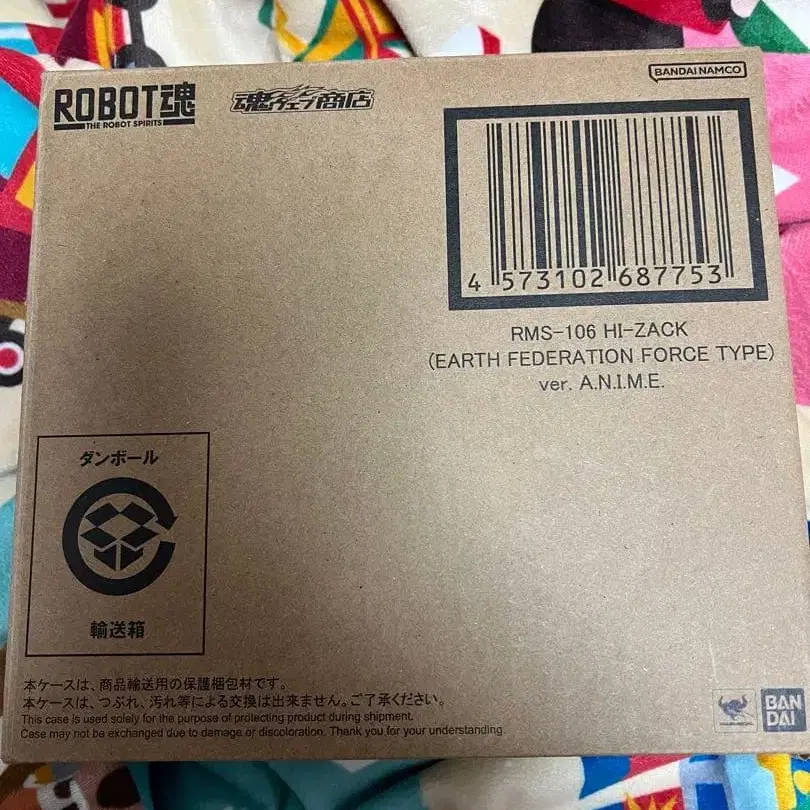 ROBOT魂
THE ROBOT SPIRITS
魂ウェブ商店
BANDAI NAMCO
4 573102 687753
RMS-106 HI-ZACK
(EARTH FEDERATION FORCE TYPE)
ver. A.N.I.M.E.
ダンボール
輸送箱
本ケースは、商品輸送用の保護梱包材です。
本ケースは、つぶれ、汚れ等による交換は出来ません。ご了承ください。
This case is used solely for the purpose of protecting product during shipment.
Case may not be exchanged due to damage or discoloration. Thank you for your understanding.
BAN
DAI